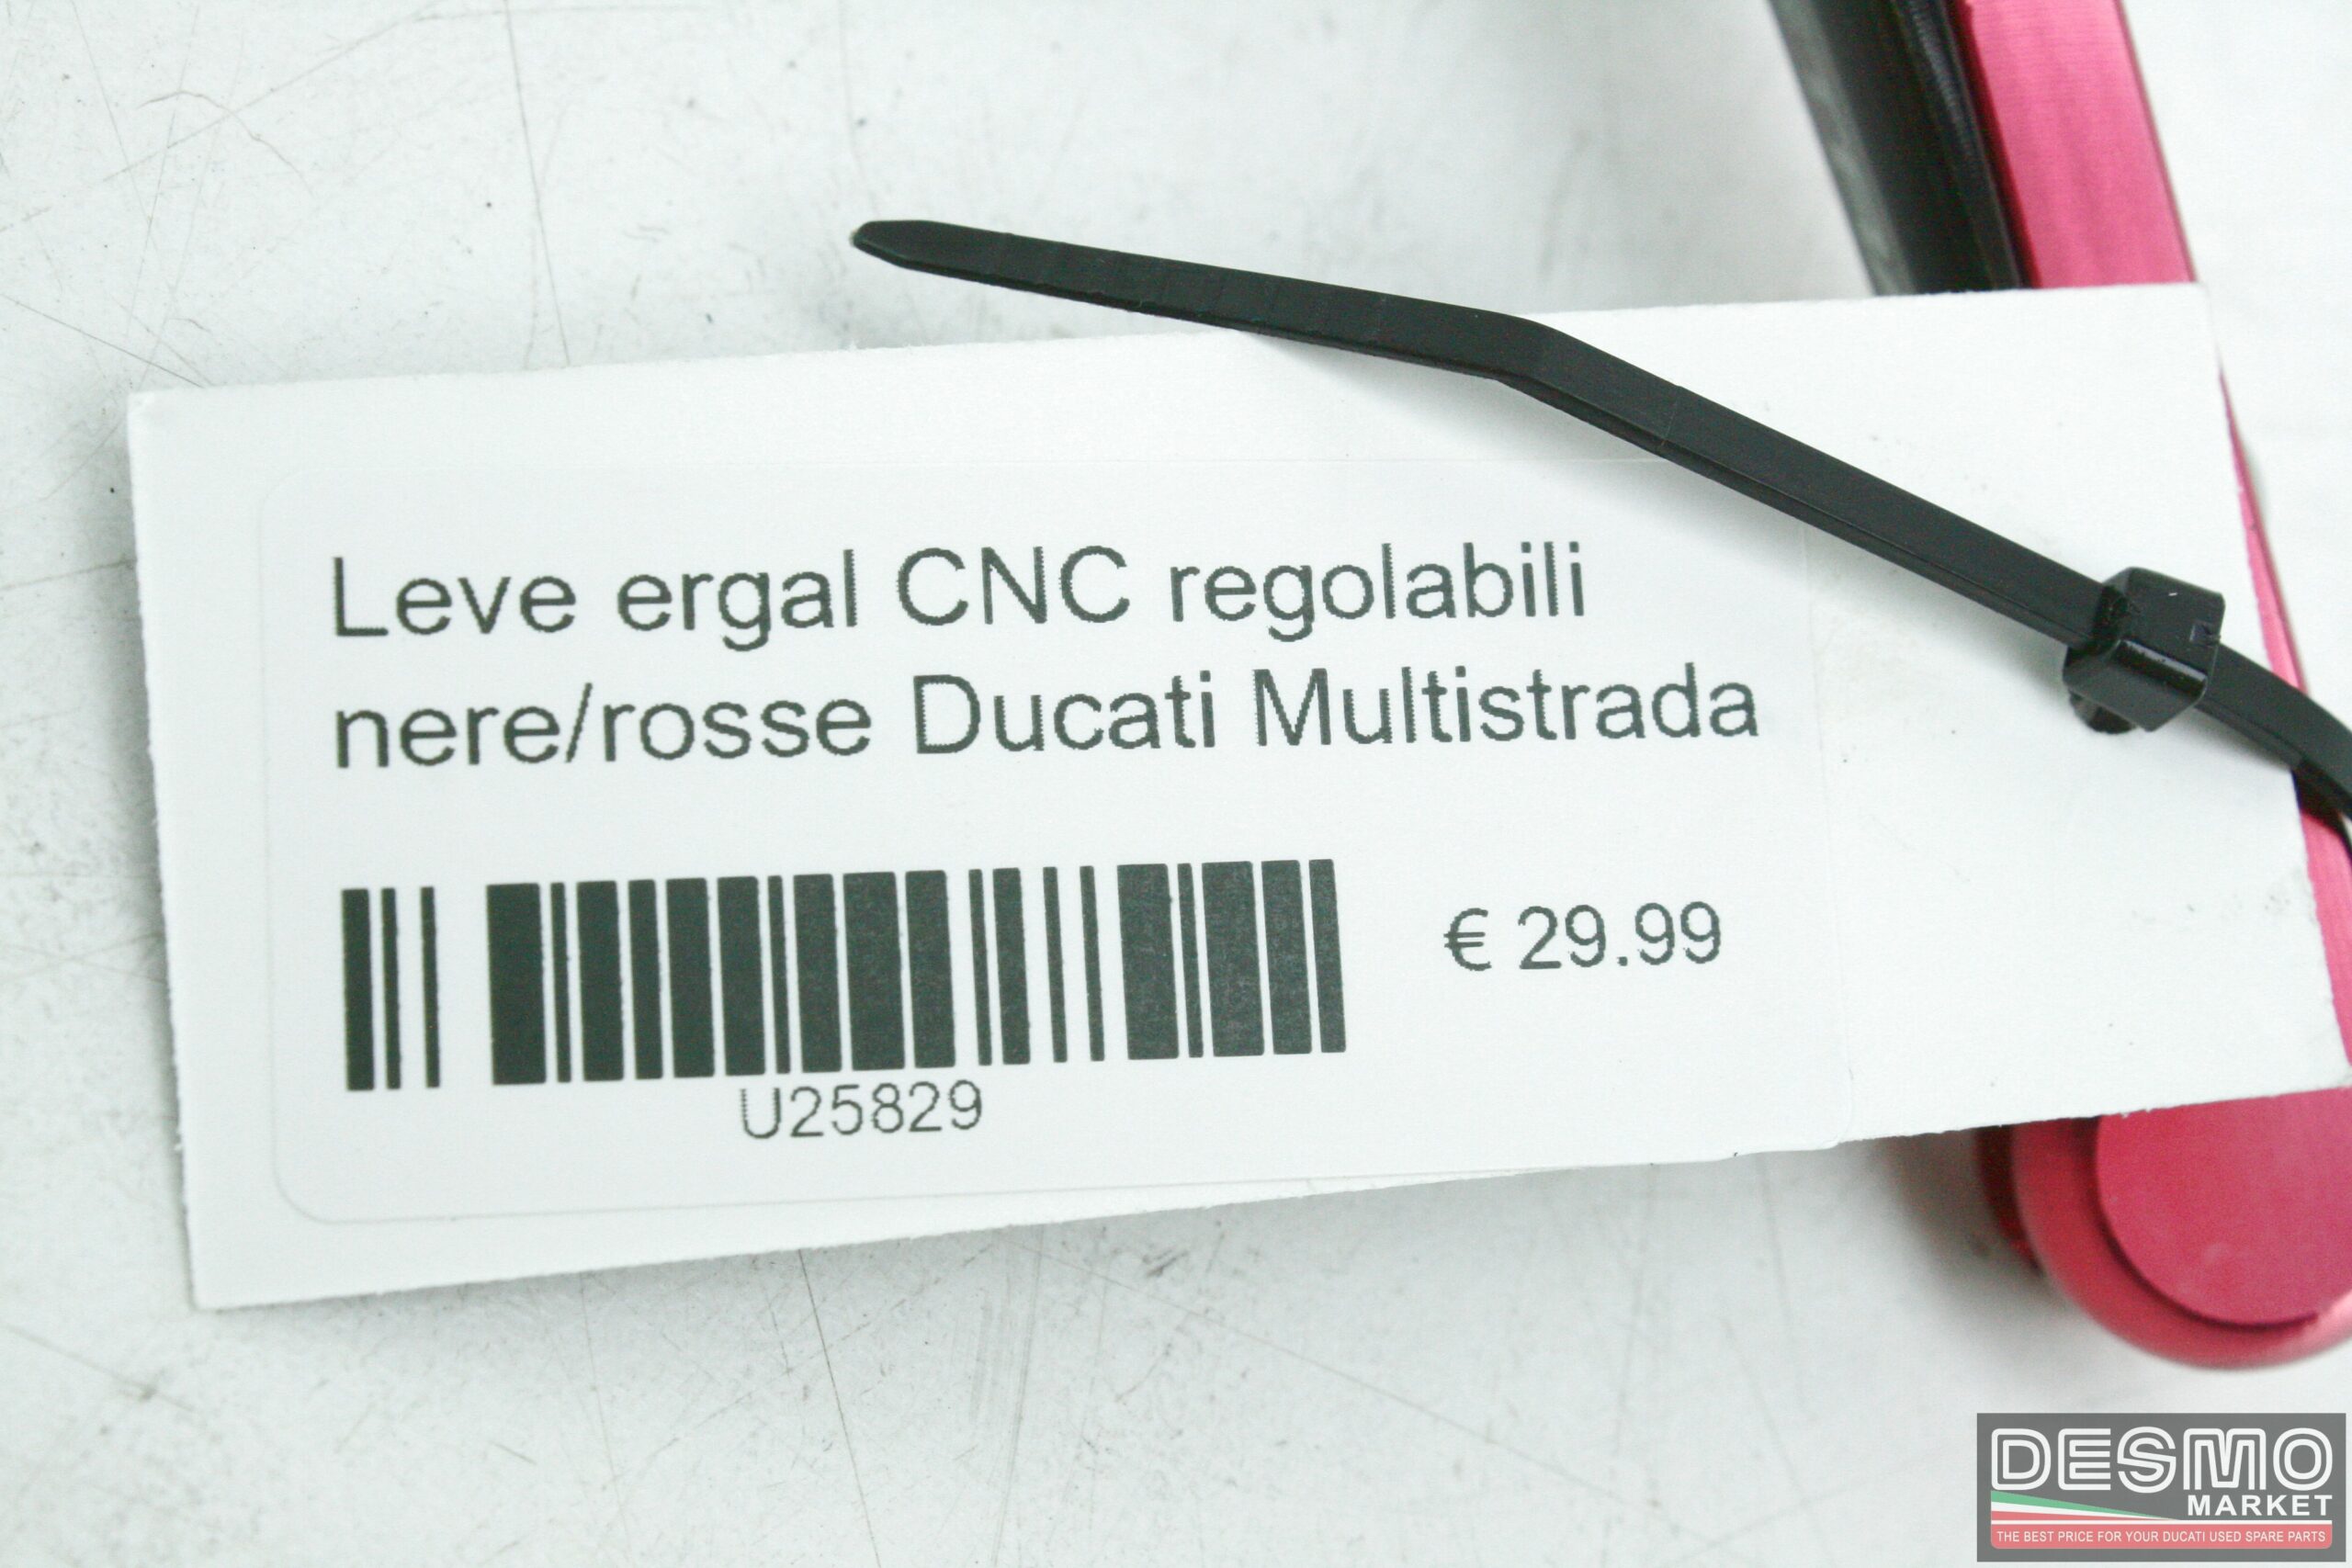 Leve ergal CNC regolabili
nere/rosse Ducati Multistrada
€ 29.99
U25829
DESMO
MARKET
THE BEST PRICE FOR YOUR DUCATI USED SPARE PARTS